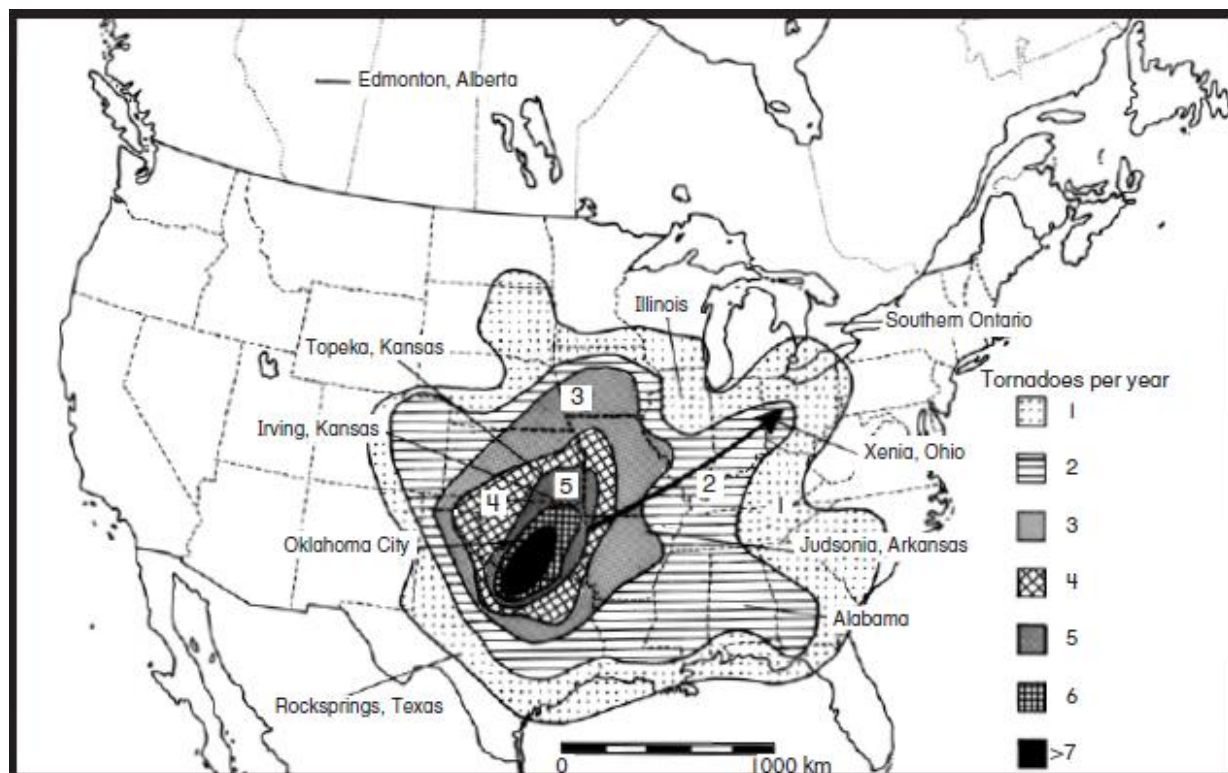 Edmonton, Alberta
Illinois
Southern Ontario
Topeka, Kansas
Tornadoes per year
3
1
Irving, Kansas
2
Xenia, Ohio
5
4
2
3
1
Oklahoma City
Judsonia, Arkansas
4
Alabama
5
Rocksprings, Texas
6
>7
0
1000 km